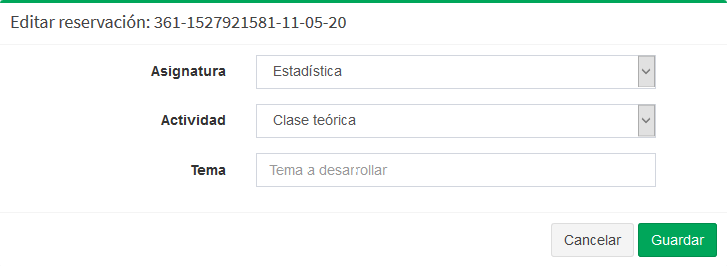 Editar reservación: 361-1527921581-11-05-20
Asignatura Estadística
Actividad Clase teórica
Tema Tema a desarrollar
Cancelar Guardar